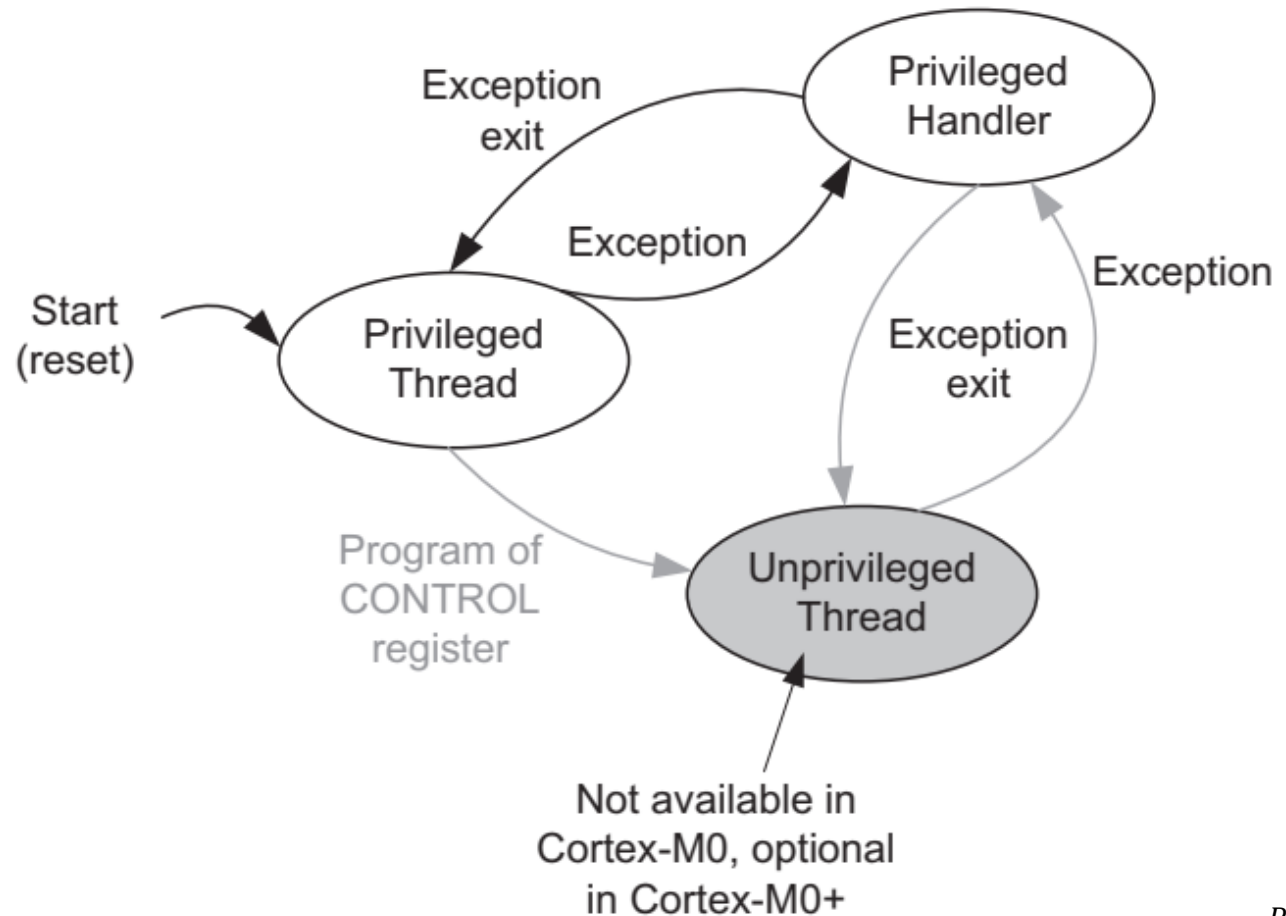 Privileged
Handler
Exception
exit
Exception
Start
(reset)
Privileged
Thread
Exception
Exception
exit
Program of
CONTROL
register
Unprivileged
Thread
Not available in
Cortex-M0, optional
in Cortex-M0+